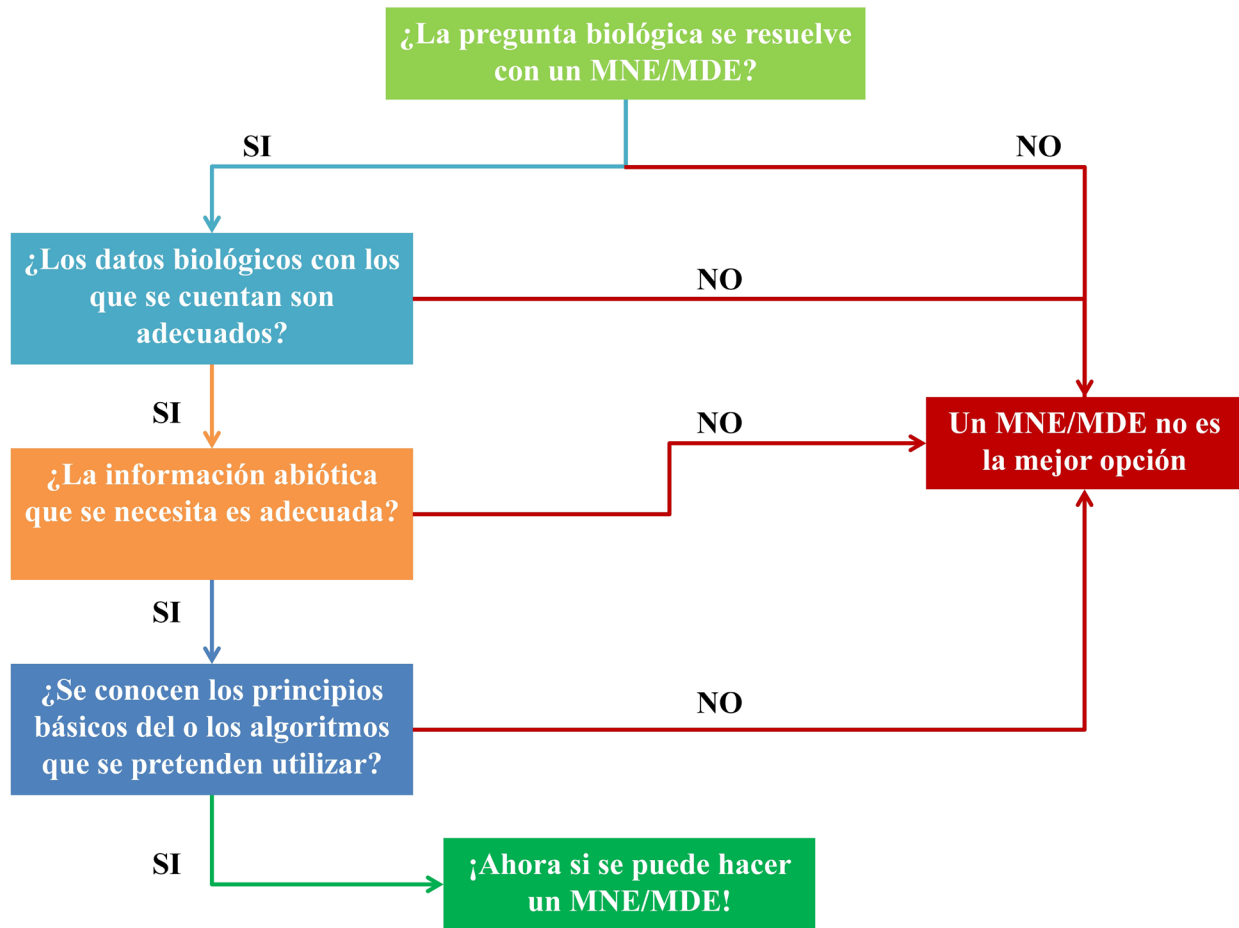 ¿La pregunta biológica se resuelve
con un MNE/MDE?
SI
NO
¿Los datos biológicos con los
que se cuentan son
adecuados?
NO
SI
¿La información abiótica
que se necesita es adecuada?
NO
Un MNE/MDE no es
la mejor opción
SI
¿Se conocen los principios
básicos del o los algoritmos
que se pretenden utilizar?
NO
SI
¡Ahora si se puede hacer
un MNE/MDE!